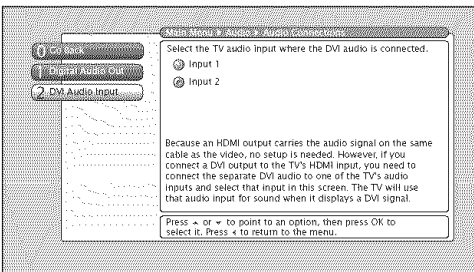 Main Menu ▸ Audio ▸ Audio Connections
0 Go Back
1 Digital Audio Out
2 DVI Audio Input
Select the TV audio input where the DVI audio is connected.
Input 1
Input 2
Because an HDMI output carries the audio signal on the same
cable as the video, no setup is needed. However, if you
connect a DVI output to the TV's HDMI input, you need to
connect the separate DVI audio to one of the TV's audio
inputs and select that input in this screen. The TV will use
that audio input for sound when it displays a DVI signal.
Press ▴ or ▾ to point to an option, then press OK to
select it. Press ◂ to return to the menu.